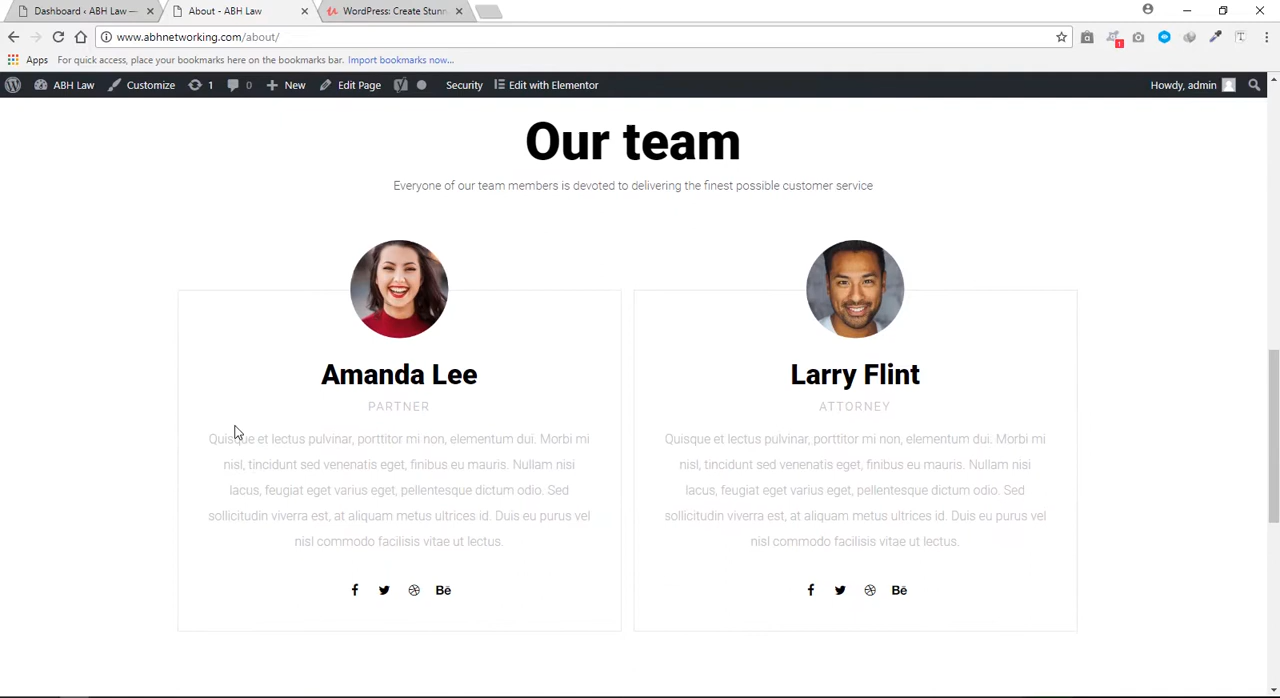 Dashboard ‹ ABH Law —
About - ABH Law
WordPress: Create Stunn
www.abhnetworking.com/about/
Apps
For quick access, place your bookmarks here on the bookmarks bar. Import bookmarks now...
ABH Law
Customize
1
0
New
Edit Page
Security
Edit with Elementor
Howdy, admin
Our team
Everyone of our team members is devoted to delivering the finest possible customer service
Amanda Lee
PARTNER
Quisque et lectus pulvinar, porttitor mi non, elementum dui. Morbi mi
nisl, tincidunt sed venenatis eget, finibus eu mauris. Nullam nisi
lacus, feugiat eget varius eget, pellentesque dictum odio. Sed
sollicitudin viverra est, at aliquam metus ultrices id. Duis eu purus vel
nisl commodo facilisis vitae ut lectus.
Bē
Larry Flint
ATTORNEY
Quisque et lectus pulvinar, porttitor mi non, elementum dui. Morbi mi
nisl, tincidunt sed venenatis eget, finibus eu mauris. Nullam nisi
lacus, feugiat eget varius eget, pellentesque dictum odio. Sed
sollicitudin viverra est, at aliquam metus ultrices id. Duis eu purus vel
nisl commodo facilisis vitae ut lectus.
Bē